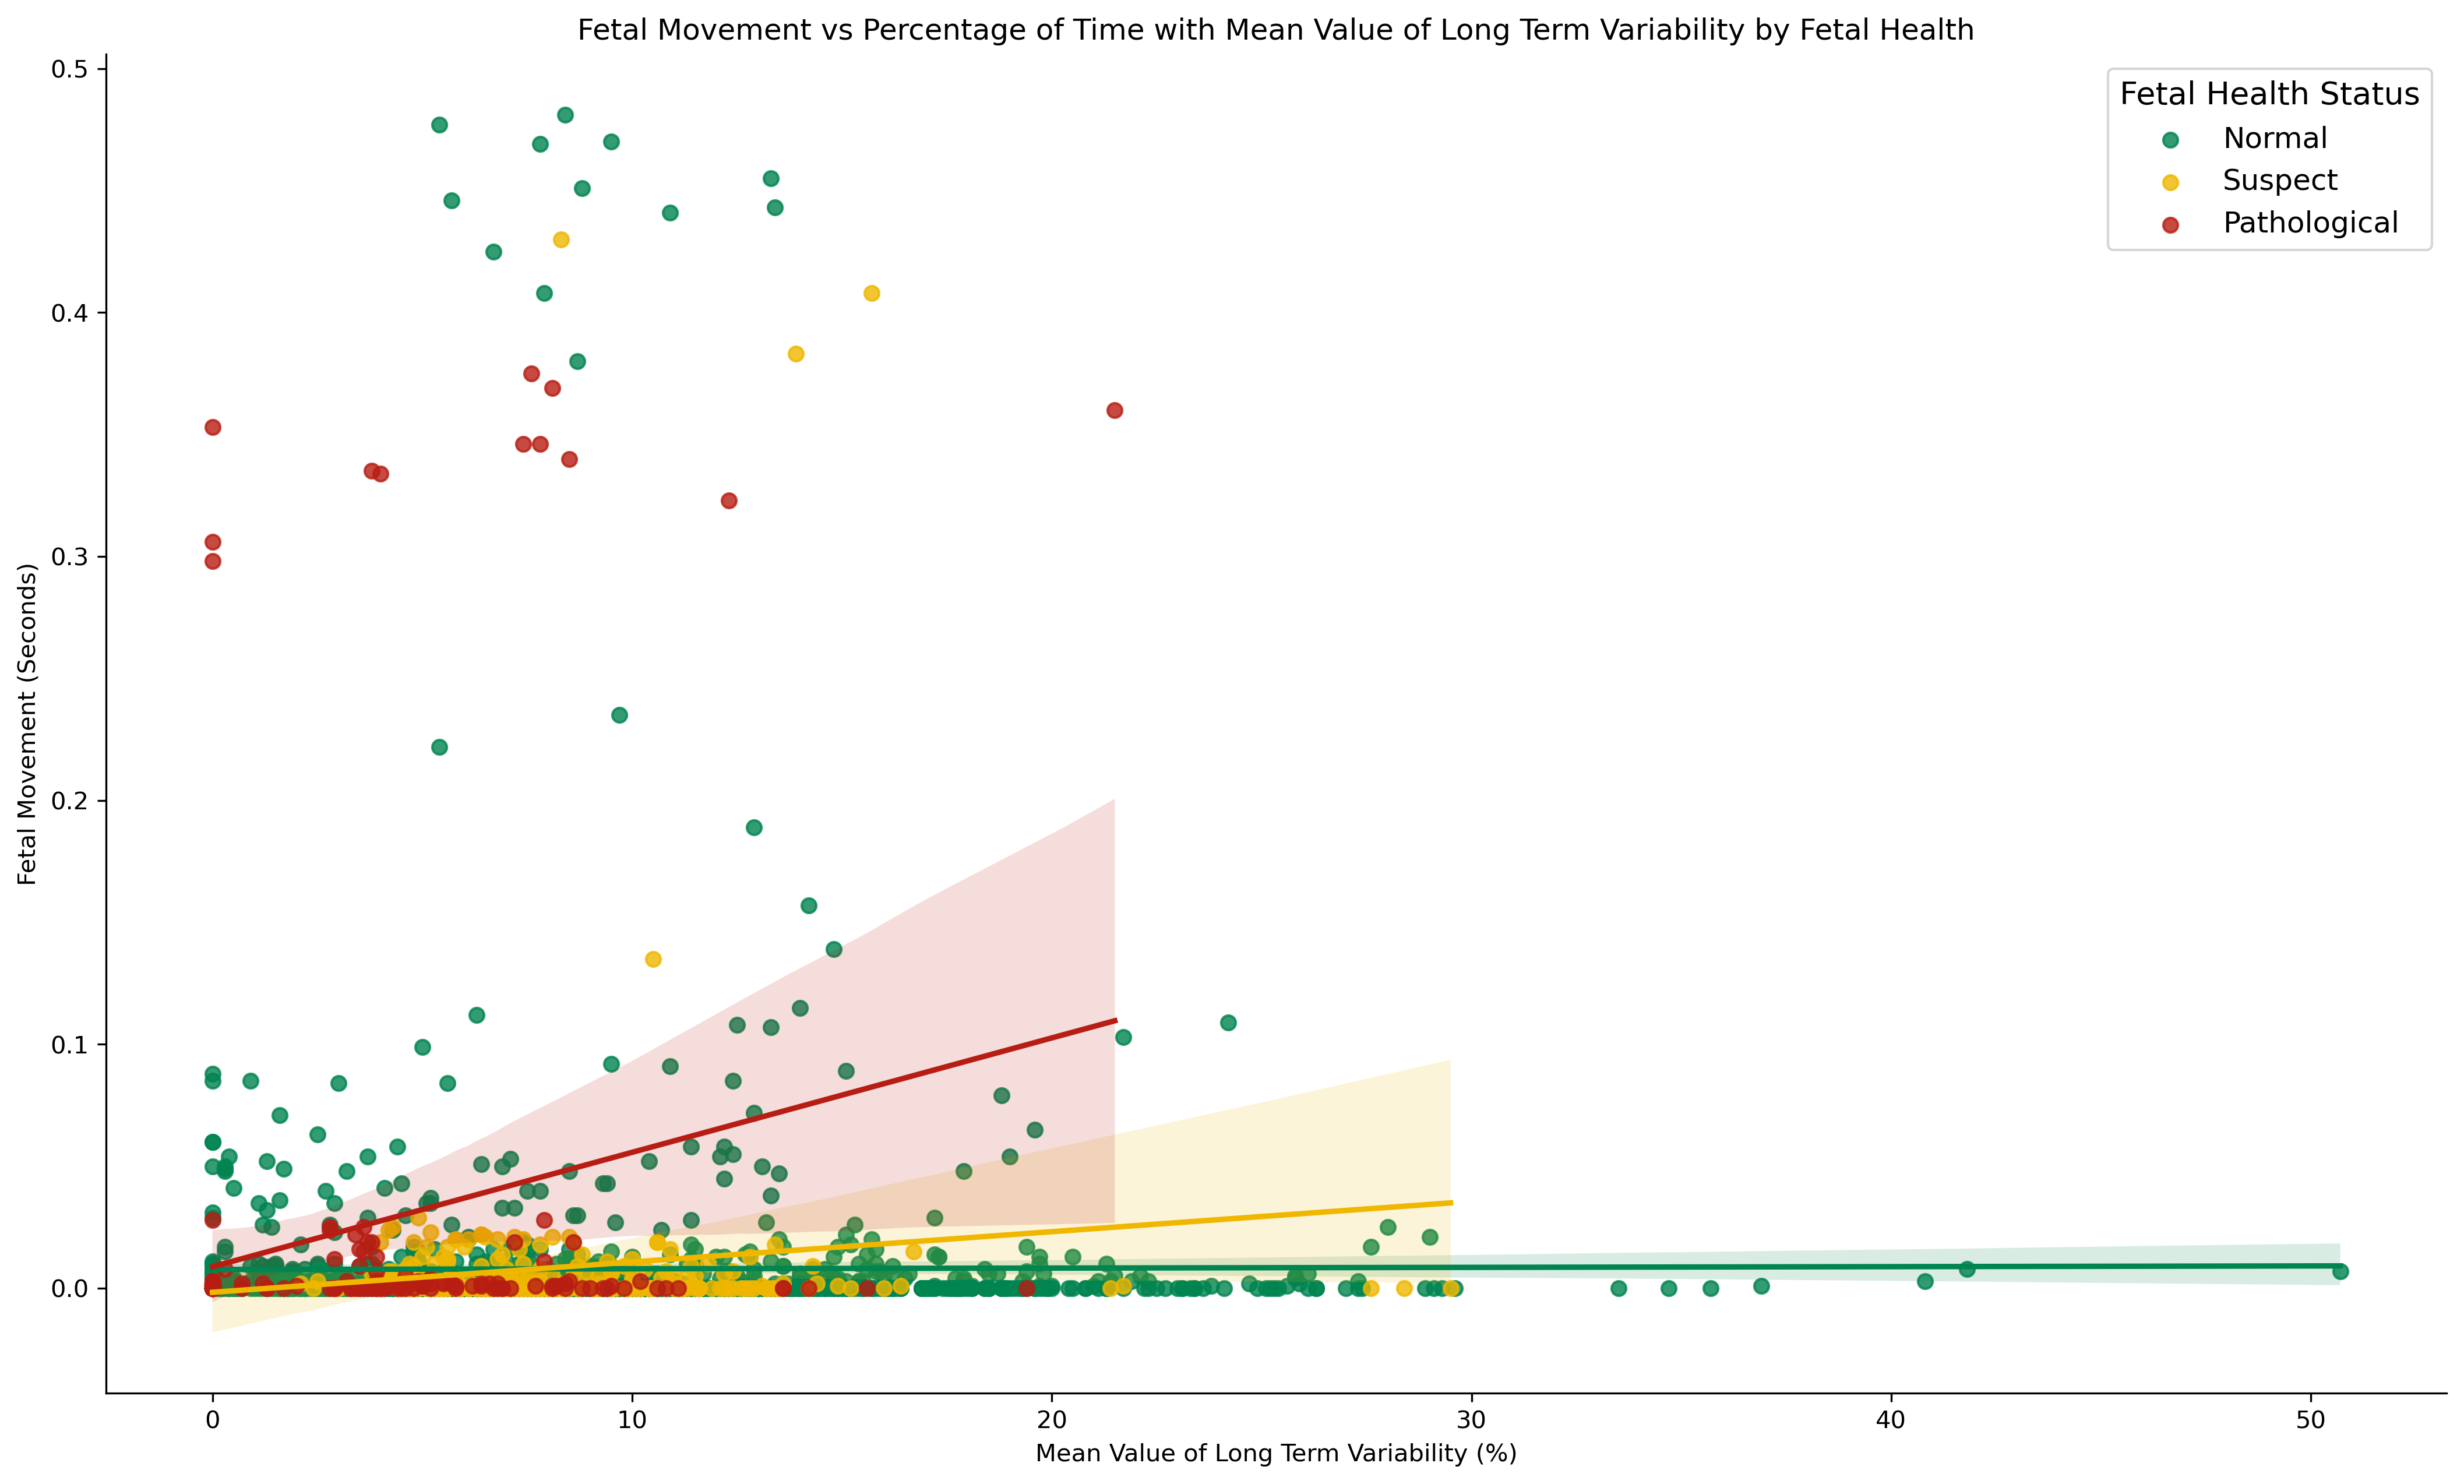 Fetal Movement vs Percentage of Time with Mean Value of Long Term Variability by Fetal Health
Fetal Health Status
Normal
Suspect
Pathological
Fetal Movement (Seconds)
0.5
0.4
0.3
0.2
0.1
0.0
0 10 20 30 40 50
Mean Value of Long Term Variability (%)